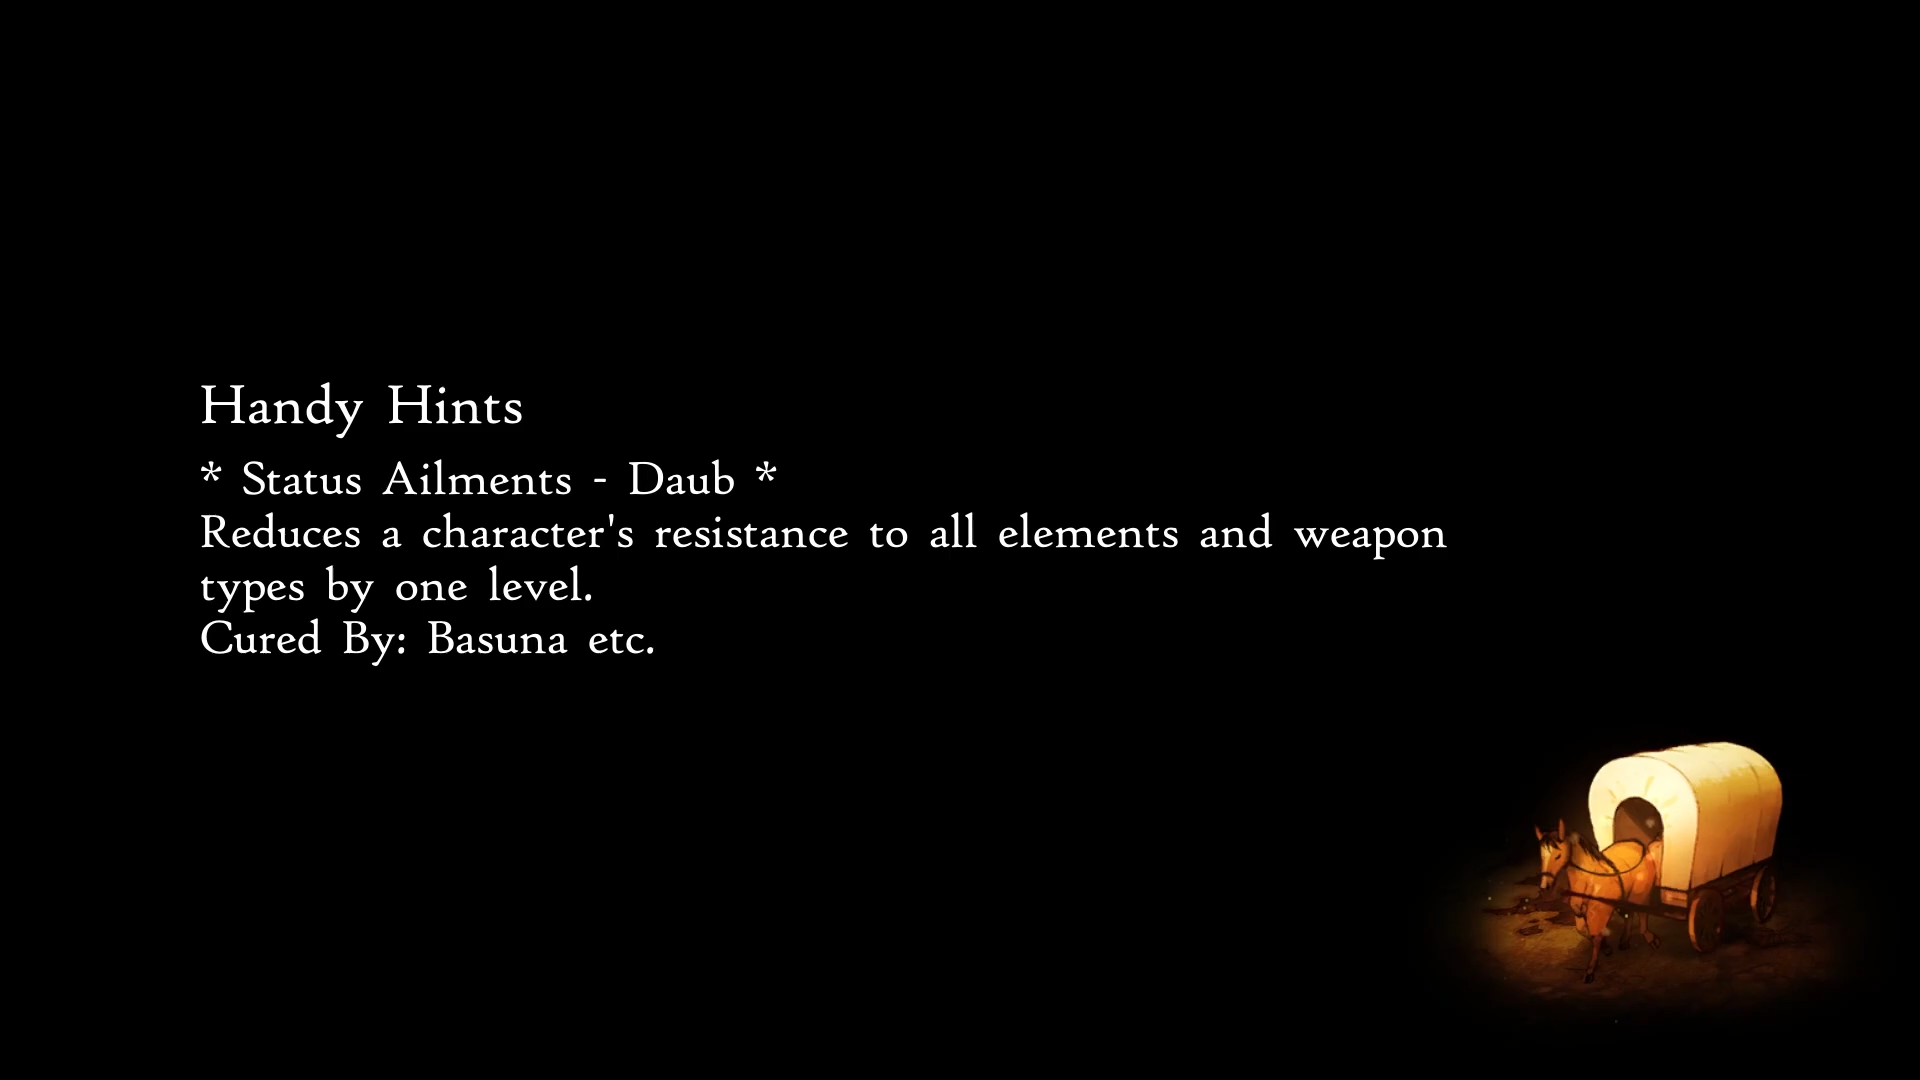 Handy Hints
* Status Ailments - Daub *
Reduces a character's resistance to all elements and weapon
types by one level.
Cured By: Basuna etc.